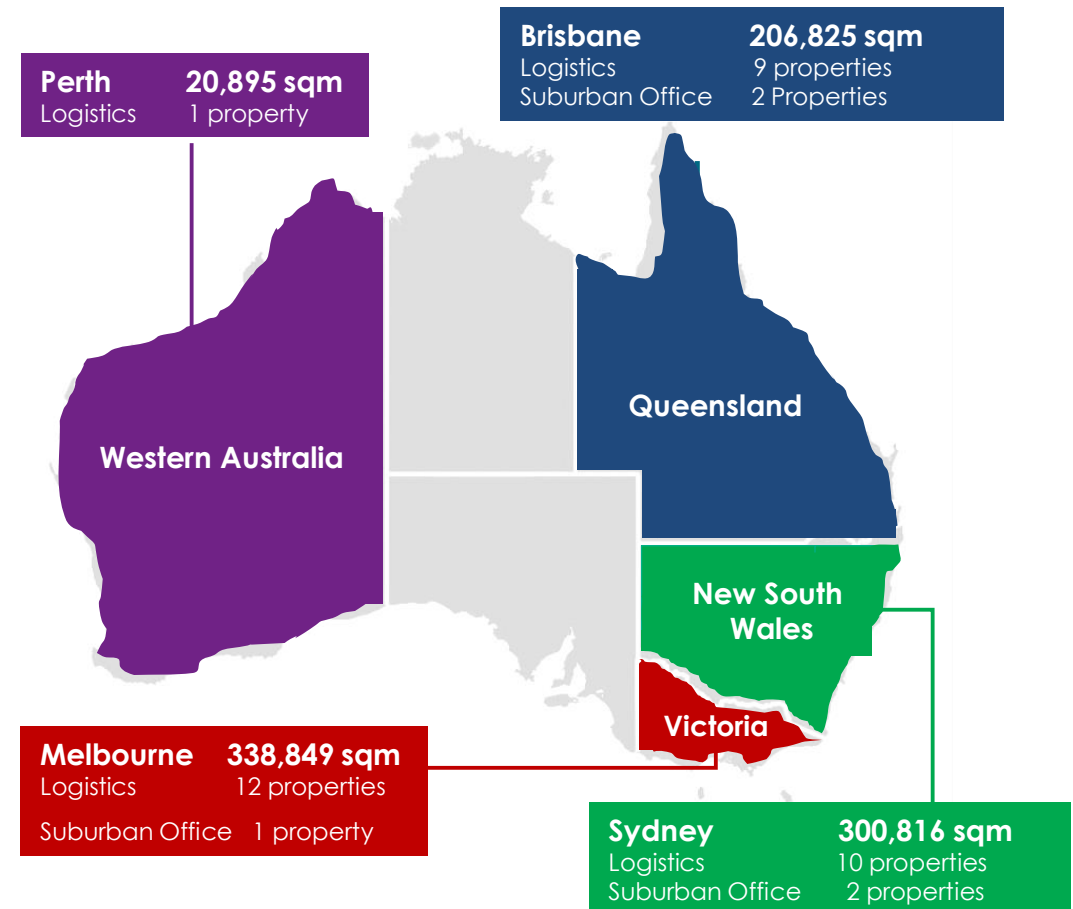 Brisbane 206,825 sqm
Logistics 9 properties
Suburban Office 2 Properties
Perth 20,895 sqm
Logistics 1 property
Queensland
Western Australia
New South
Wales
Victoria
Melbourne 338,849 sqm
Logistics 12 properties
Suburban Office 1 property
Sydney 300,816 sqm
Logistics 10 properties
Suburban Office 2 properties